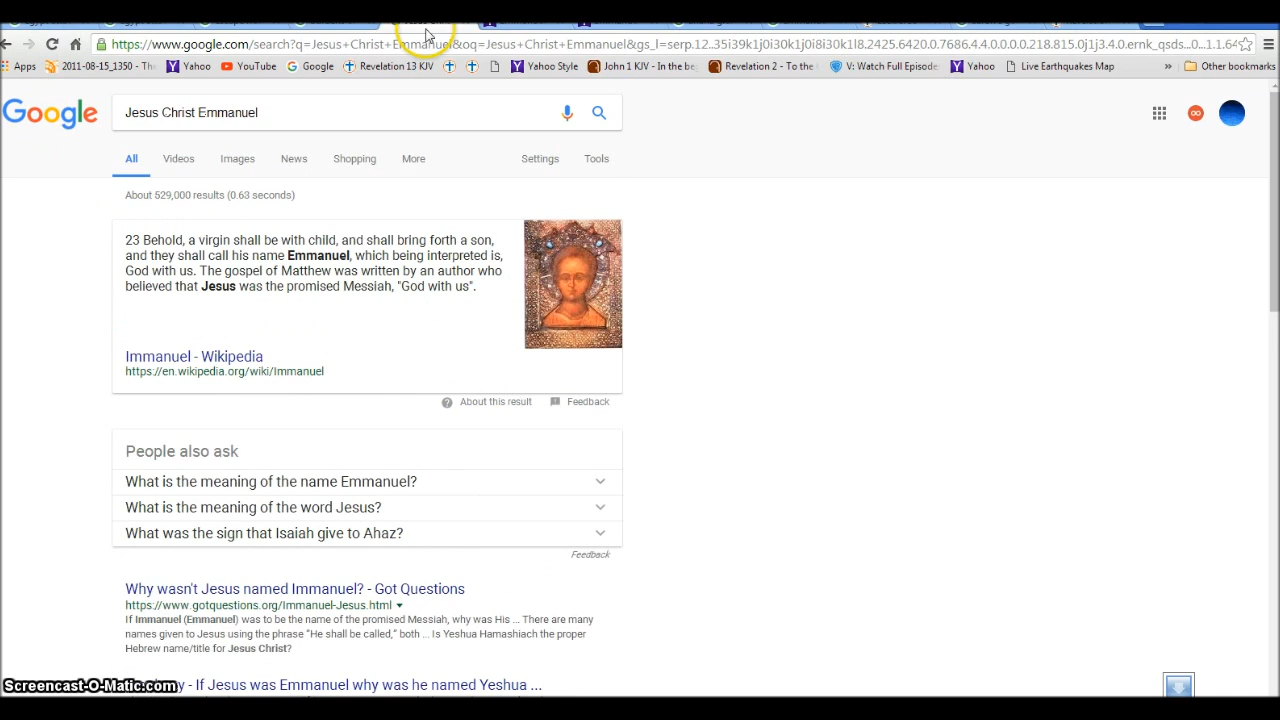 https://www.google.com/search?q=Jesus+Christ+Emmanuel&oq=Jesus+Christ+Emmanuel&gs_l=serp.12..35i39k1j0i30k1j0i8i30k1l8.2425.6420.0.7686.4.4.0.0.0.0.218.815.0j1j3.4.0.ernk_qsds...0...1.1.64
Apps 2011-08-15_1350 - Th Yahoo YouTube Google Revelation 13 KJV Yahoo Style John 1 KJV - In the be Revelation 2 - To the V: Watch Full Episode Yahoo Live Earthquakes Map » Other bookmarks
Google Jesus Christ Emmanuel
All Videos Images News Shopping More Settings Tools
About 529,000 results (0.63 seconds)
23 Behold, a virgin shall be with child, and shall bring forth a son,
and they shall call his name Emmanuel, which being interpreted is,
God with us. The gospel of Matthew was written by an author who
believed that Jesus was the promised Messiah, "God with us".
Immanuel - Wikipedia
https://en.wikipedia.org/wiki/Immanuel
About this result Feedback
People also ask
What is the meaning of the name Emmanuel?
What is the meaning of the word Jesus?
What was the sign that Isaiah give to Ahaz?
Feedback
Why wasn't Jesus named Immanuel? - Got Questions
https://www.gotquestions.org/Immanuel-Jesus.html
If Immanuel (Emmanuel) was to be the name of the promised Messiah, why was His ... There are many
names given to Jesus using the phrase "He shall be called," both ... Is Yeshua Hamashiach the proper
Hebrew name/title for Jesus Christ?
Screencast-O-Matic.com - If Jesus was Emmanuel why was he named Yeshua ...